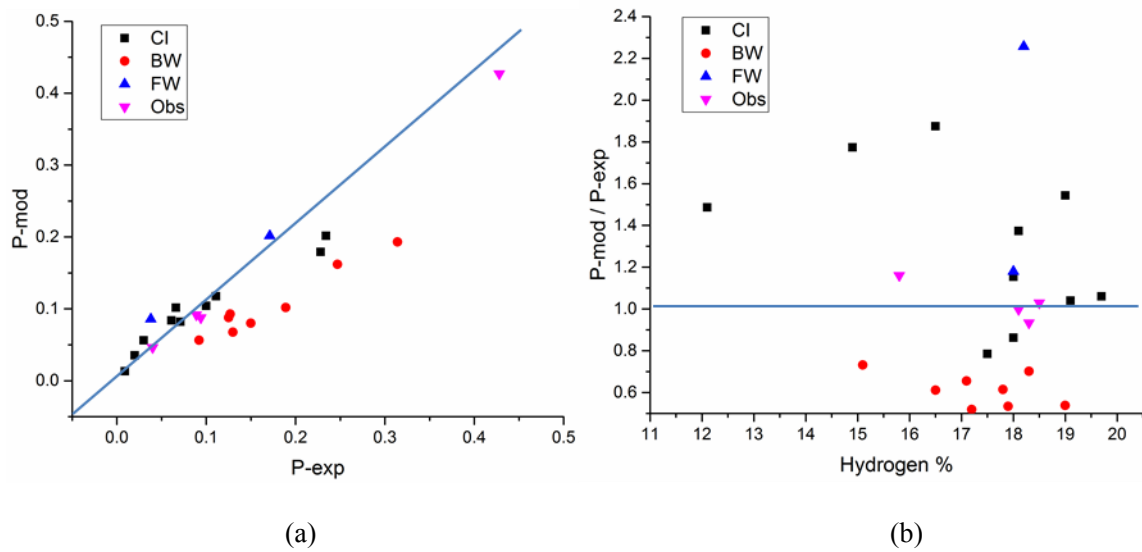 CI
BW
FW
Obs
0.5
0.4
0.3
0.2
0.1
0.0
P-mod
0.0 0.1 0.2 0.3 0.4 0.5
P-exp
(a)
CI
BW
FW
Obs
2.4
2.2
2.0
1.8
1.6
1.4
1.2
1.0
0.8
0.6
P-mod / P-exp
11 12 13 14 15 16 17 18 19 20
Hydrogen %
(b)